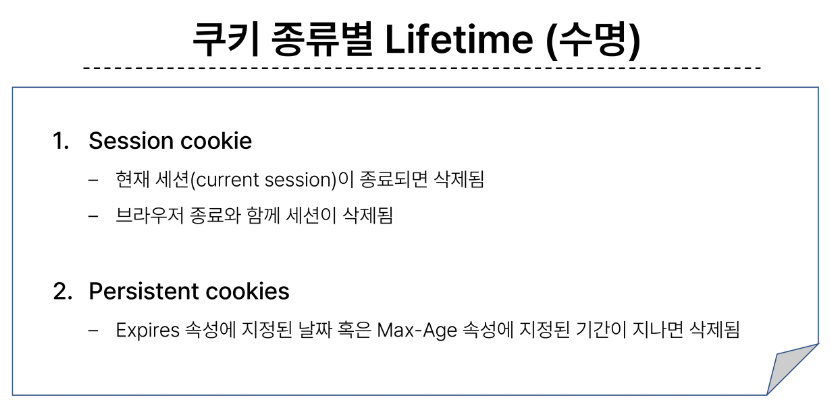 쿠키 종류별 Lifetime (수명)
1. Session cookie
– 현재 세션(current session)이 종료되면 삭제됨
– 브라우저 종료와 함께 세션이 삭제됨
2. Persistent cookies
– Expires 속성에 지정된 날짜 혹은 Max-Age 속성에 지정된 기간이 지나면 삭제됨